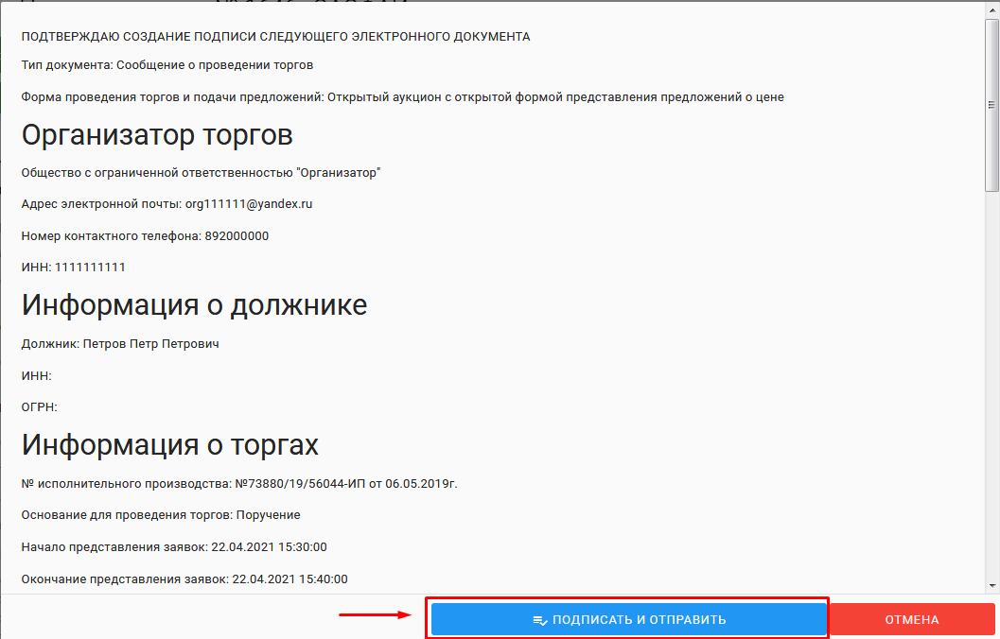 ПОДТВЕРЖДАЮ СОЗДАНИЕ ПОДПИСИ СЛЕДУЮЩЕГО ЭЛЕКТРОННОГО ДОКУМЕНТА
Тип документа: Сообщение о проведении торгов
Форма проведения торгов и подачи предложений: Открытый аукцион с открытой формой представления предложений о цене
Организатор торгов
Общество с ограниченной ответственностью "Организатор"
Адрес электронной почты: org111111@yandex.ru
Номер контактного телефона: 892000000
ИНН: 1111111111
Информация о должнике
Должник: Петров Петр Петрович
ИНН:
ОГРН:
Информация о торгах
№ исполнительного производства: №73880/19/56044-ИП от 06.05.2019г.
Основание для проведения торгов: Поручение
Начало представления заявок: 22.04.2021 15:30:00
Окончание представления заявок: 22.04.2021 15:40:00
ПОДПИСАТЬ И ОТПРАВИТЬ
ОТМЕНА